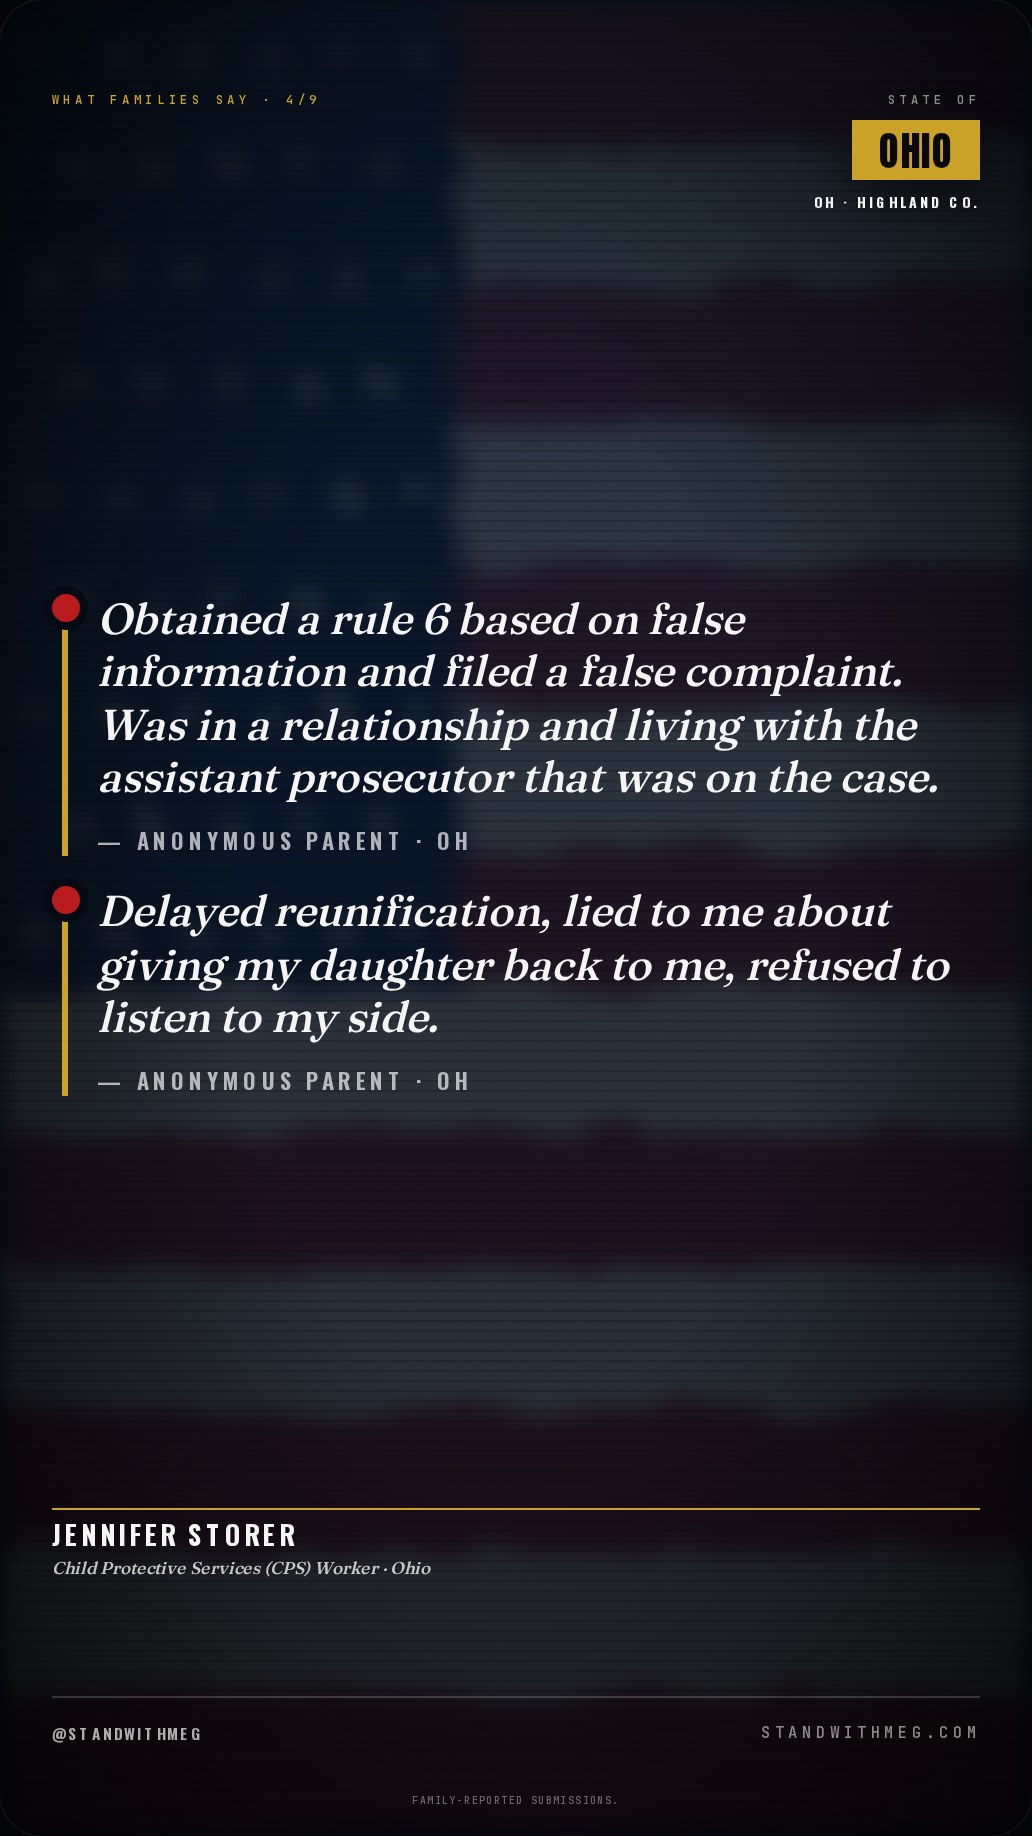 WHAT FAMILIES SAY · 4/9
STATE OF
OHIO
OH · HIGHLAND CO.
Obtained a rule 6 based on false
information and filed a false complaint.
Was in a relationship and living with the
assistant prosecutor that was on the case.
— ANONYMOUS PARENT · OH
Delayed reunification, lied to me about
giving my daughter back to me, refused to
listen to my side.
— ANONYMOUS PARENT · OH
JENNIFER STORER
Child Protective Services (CPS) Worker · Ohio
@STANDWITHMEG
STANDWITHMEG.COM
FAMILY-REPORTED SUBMISSIONS.